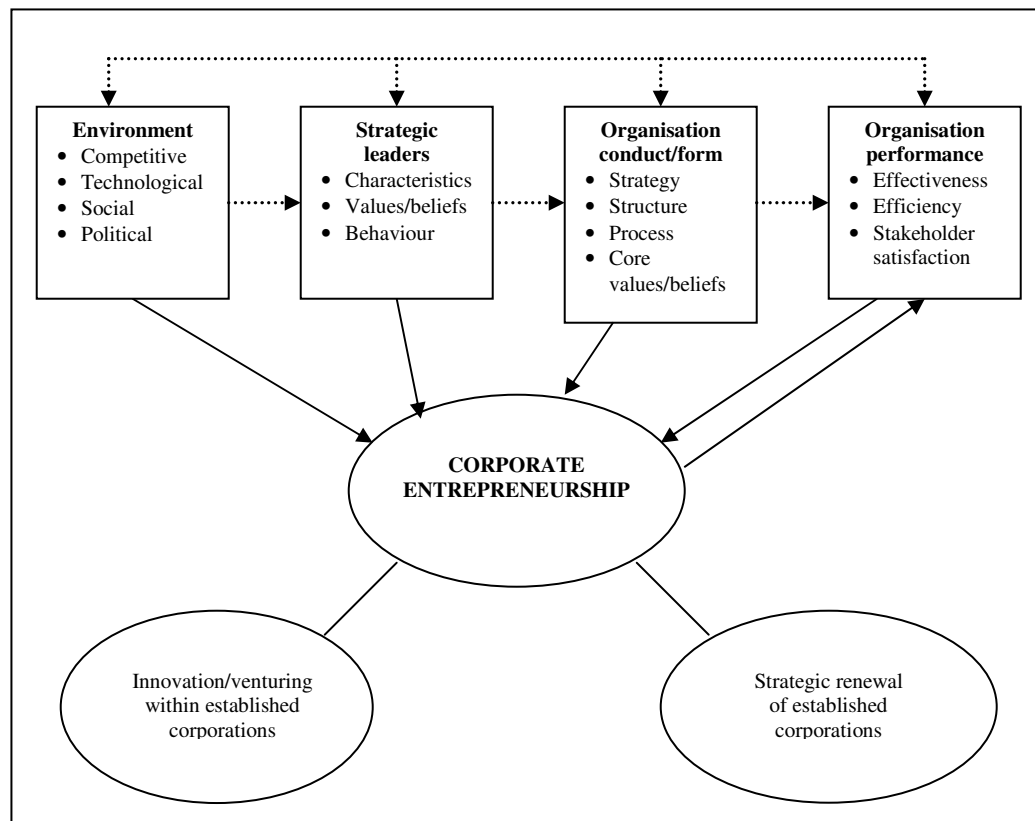 Environment
• Competitive
• Technological
• Social
• Political
Strategic
leaders
• Characteristics
• Values/beliefs
• Behaviour
Organisation
conduct/form
• Strategy
• Structure
• Process
• Core
values/beliefs
Organisation
performance
• Effectiveness
• Efficiency
• Stakeholder
satisfaction
CORPORATE
ENTREPRENEURSHIP
Innovation/venturing
within established
corporations
Strategic renewal
of established
corporations